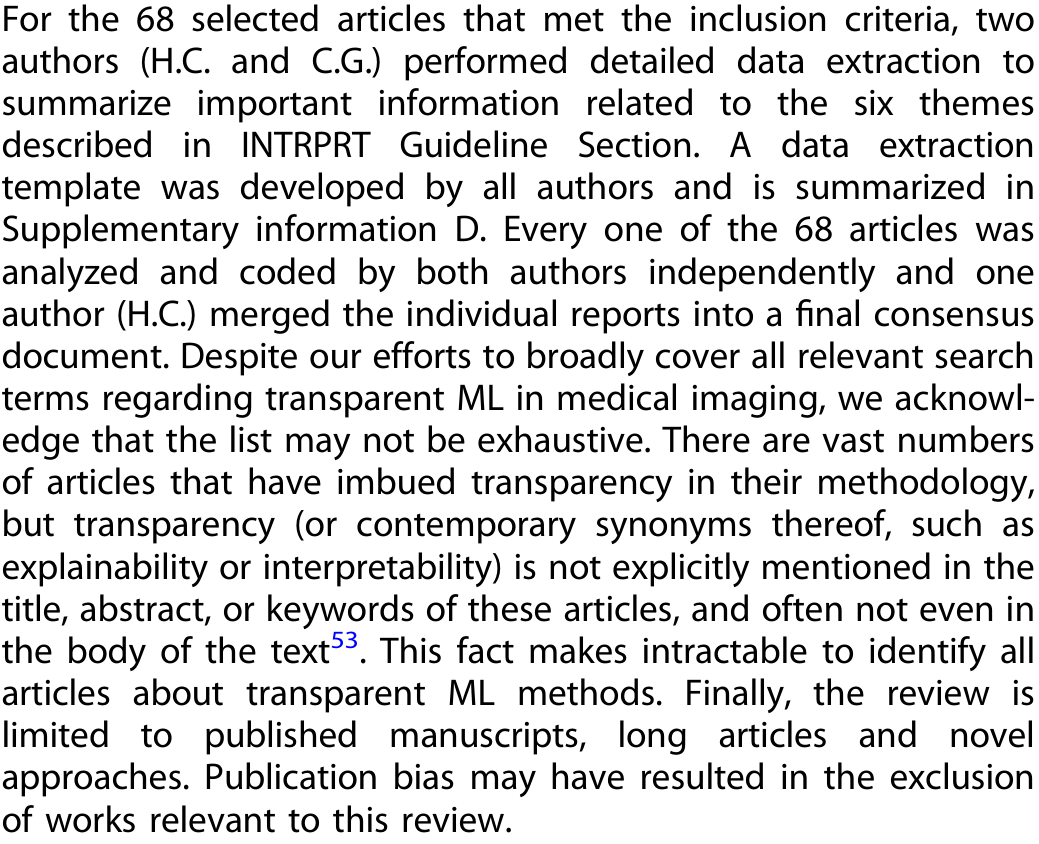 For the 68 selected articles that met the inclusion criteria, two
authors (H.C. and C.G.) performed detailed data extraction to
summarize important information related to the six themes
described in INTRPRT Guideline Section. A data extraction
template was developed by all authors and is summarized in
Supplementary information D. Every one of the 68 articles was
analyzed and coded by both authors independently and one
author (H.C.) merged the individual reports into a final consensus
document. Despite our efforts to broadly cover all relevant search
terms regarding transparent ML in medical imaging, we acknowl-
edge that the list may not be exhaustive. There are vast numbers
of articles that have imbued transparency in their methodology,
but transparency (or contemporary synonyms thereof, such as
explainability or interpretability) is not explicitly mentioned in the
title, abstract, or keywords of these articles, and often not even in
the body of the text53. This fact makes intractable to identify all
articles about transparent ML methods. Finally, the review is
limited to published manuscripts, long articles and novel
approaches. Publication bias may have resulted in the exclusion
of works relevant to this review.